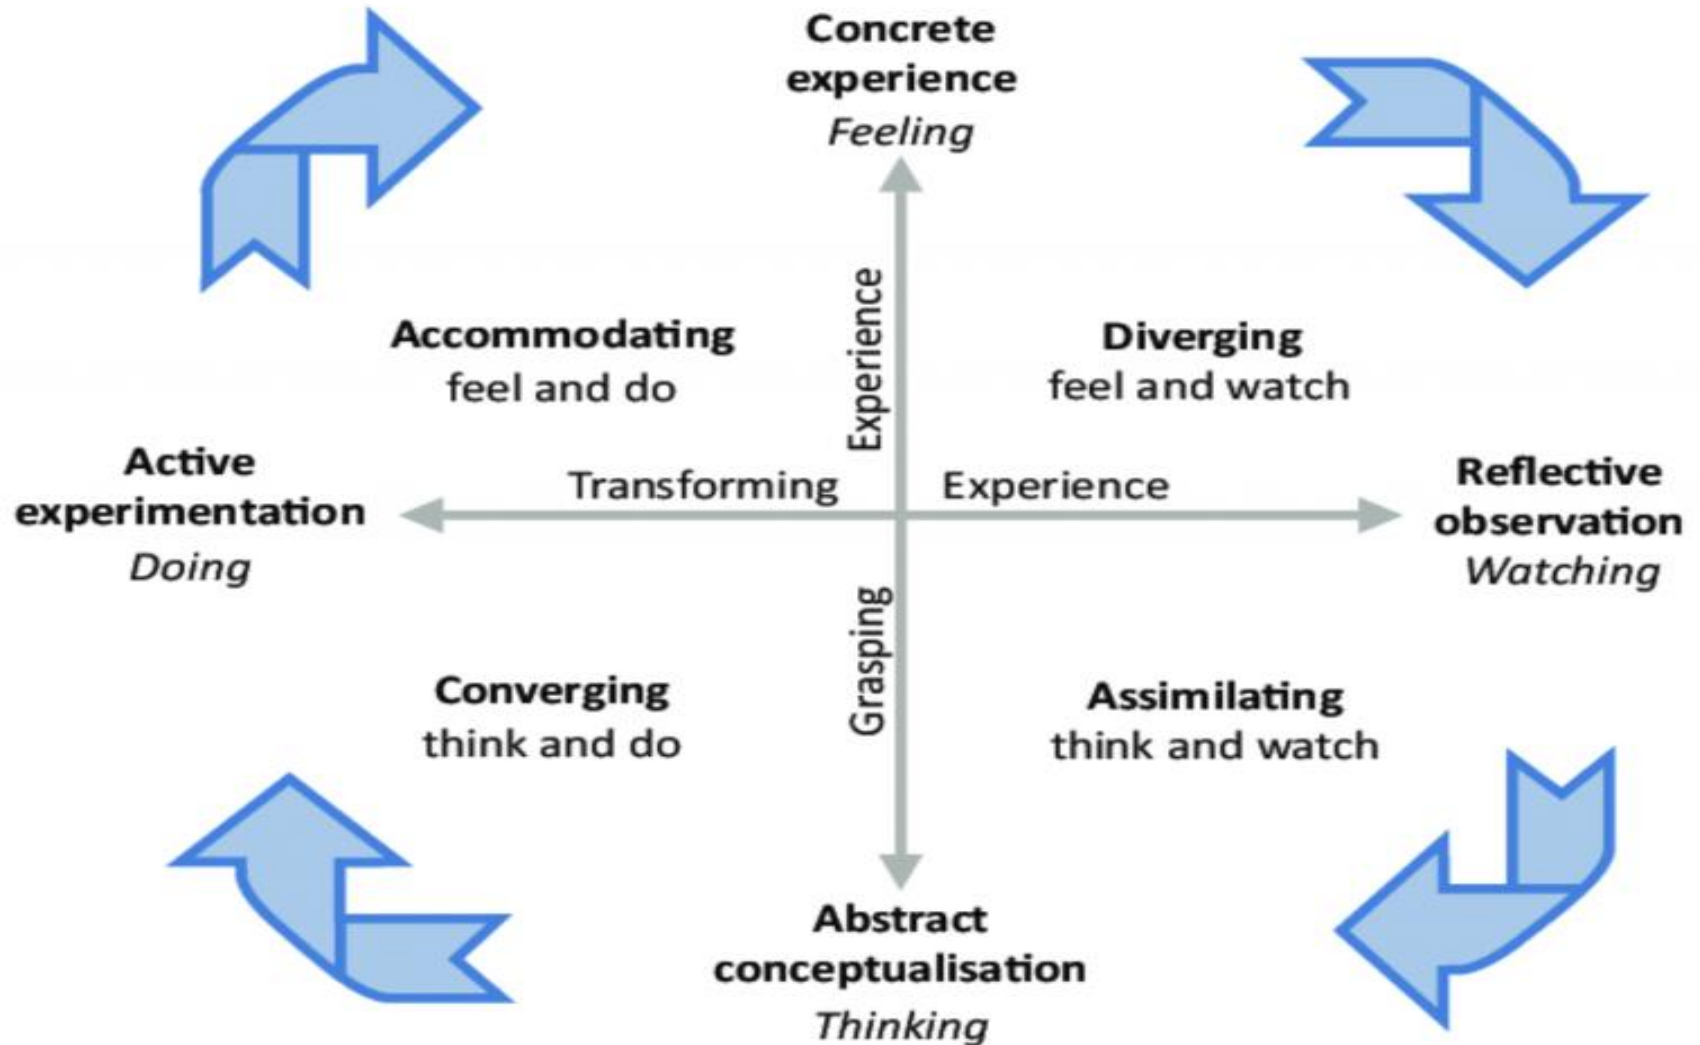 Concrete
experience
Feeling
Accommodating
feel and do
Experience
Diverging
feel and watch
Active
experimentation
Doing
Transforming
Experience
Reflective
observation
Watching
Grasping
Converging
think and do
Assimilating
think and watch
Abstract
conceptualisation
Thinking